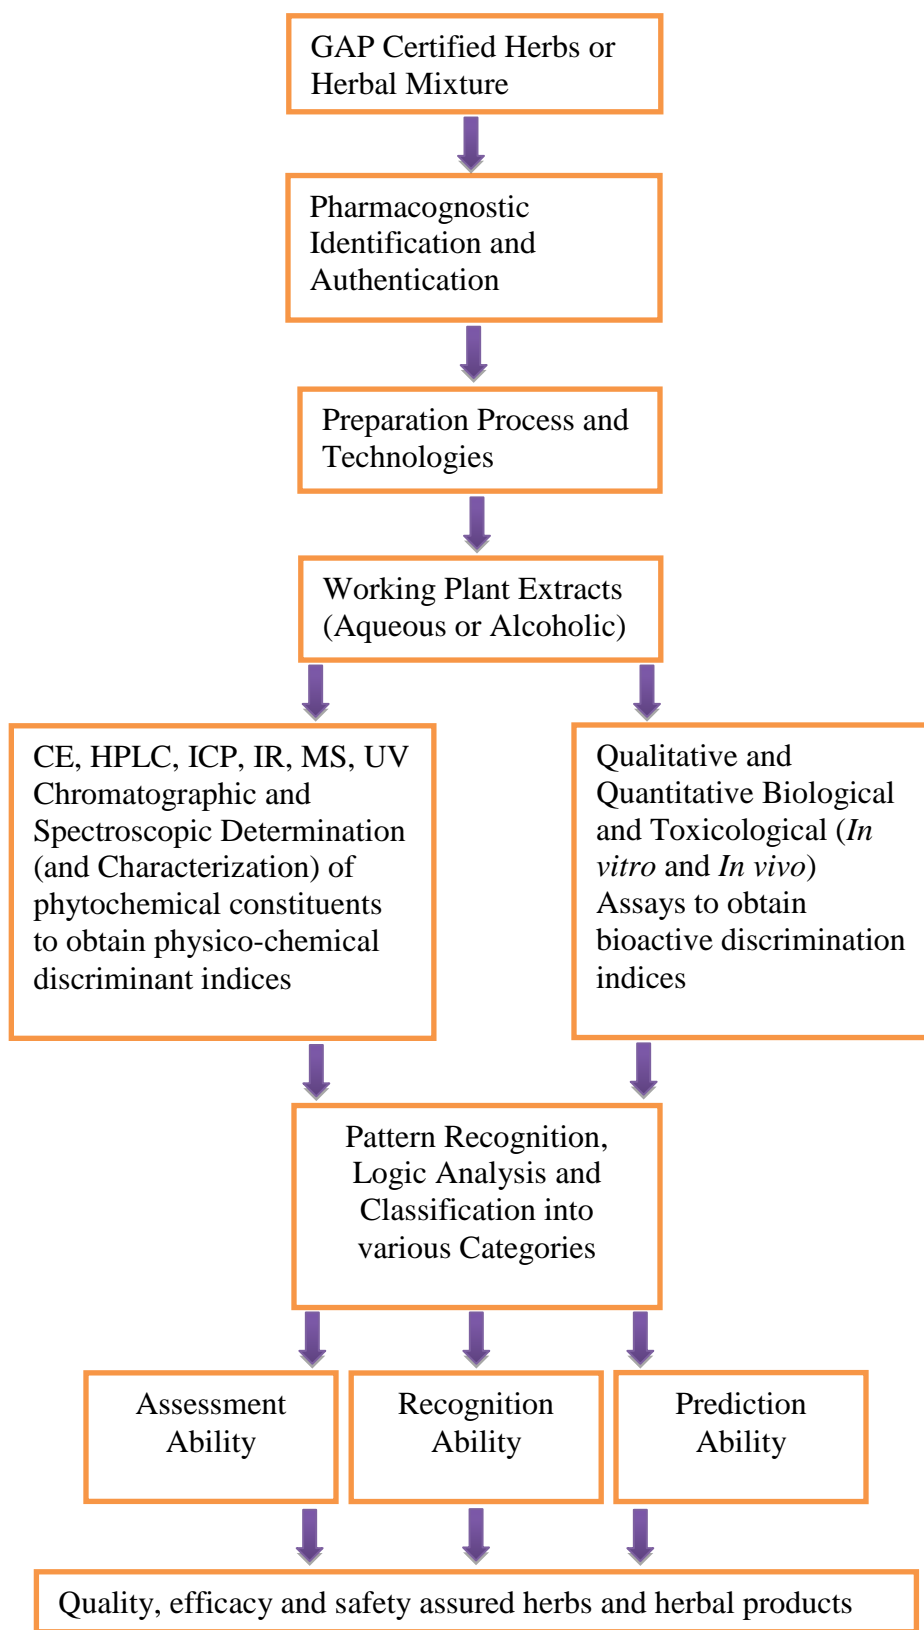 GAP Certified Herbs or
Herbal Mixture
Pharmacognostic
Identification and
Authentication
Preparation Process and
Technologies
Working Plant Extracts
(Aqueous or Alcoholic)
CE, HPLC, ICP, IR, MS, UV
Chromatographic and
Spectroscopic Determination
(and Characterization) of
phytochemical constituents
to obtain physico-chemical
discriminant indices
Qualitative and
Quantitative Biological
and Toxicological (In
vitro and In vivo)
Assays to obtain
bioactive discrimination
indices
Pattern Recognition,
Logic Analysis and
Classification into
various Categories
Assessment
Ability
Recognition
Ability
Prediction
Ability
Quality, efficacy and safety assured herbs and herbal products